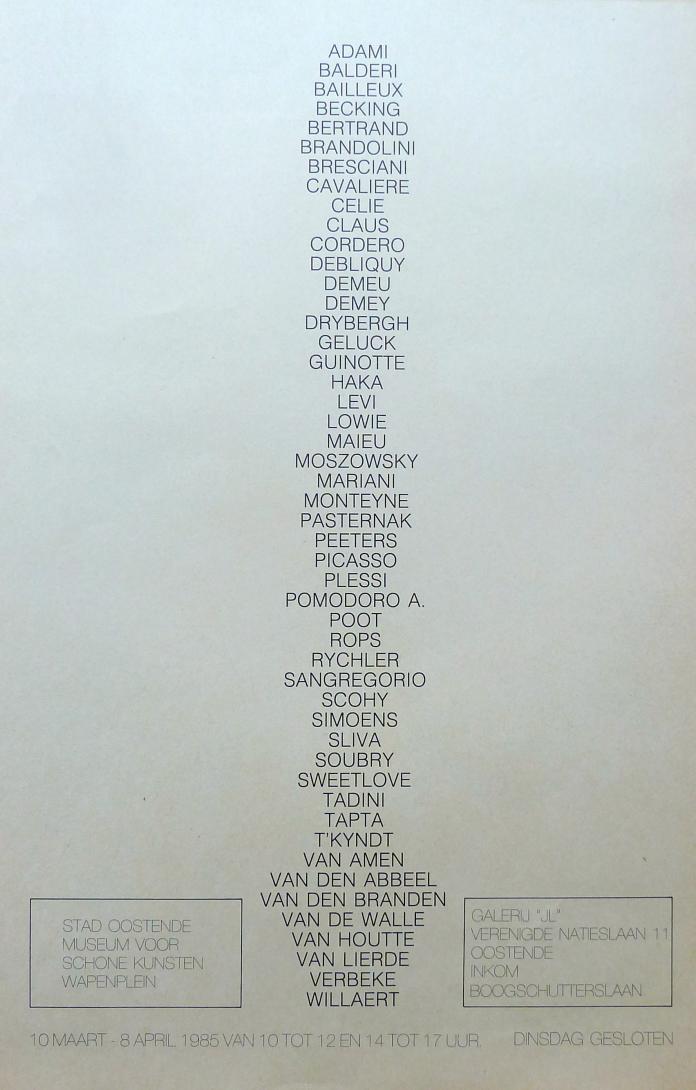 ADAMI
BALDERI
BAILLEUX
BECKING
BERTRAND
BRANDOLINI
BRESCIANI
CAVALIERE
CELIE
CLAUS
CORDERO
DEBLIQUY
DEMEU
DEMEY
DRYBERGH
GELUCK
GUINOTTE
HAKA
LEVI
LOWIE
MAIEU
MOSZOWSKY
MARIANI
MONTEYNE
PASTERNAK
PEETERS
PICASSO
PLESSI
POMODORO A.
POOT
ROPS
RYCHLER
SANGREGORIO
SCOHY
SIMOENS
SLIVA
SOUBRY
SWEETLOVE
TADINI
TAPTA
T'KYNDT
VAN AMEN
VAN DEN ABBEEL
VAN DEN BRANDEN
VAN DE WALLE
VAN HOUTTE
VAN LIERDE
VERBEKE
WILLAERT
STAD OOSTENDE
MUSEUM VOOR
SCHONE KUNSTEN
WAPENPLEIN
GALERIJ "JL"
VERENIGDE NATIESLAAN 11
OOSTENDE
INKOM
BOOGSCHUTTERSLAAN
10 MAART - 8 APRIL 1985 VAN 10 TOT 12 EN 14 TOT 17 UUR. DINSDAG GESLOTEN